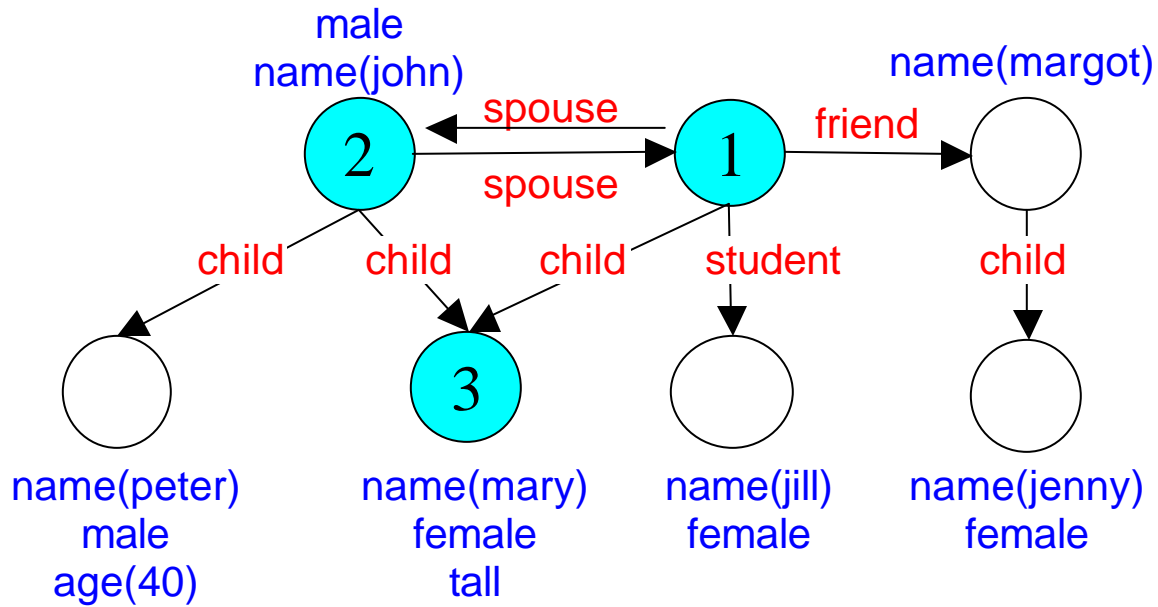 male
name(john)
name(margot)
spouse
friend
2
1
spouse
child
child
child
student
child
3
name(peter)
male
age(40)
name(mary)
female
tall
name(jill)
female
name(jenny)
female